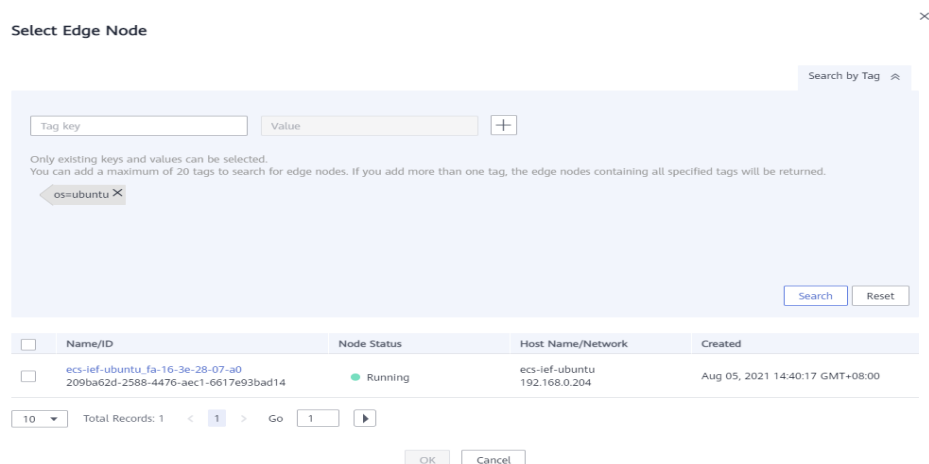 Select Edge Node
Search by Tag
Tag key
Value
Only existing keys and values can be selected.
You can add a maximum of 20 tags to search for edge nodes. If you add more than one tag, the edge nodes containing all specified tags will be returned.
os=ubuntu
Search
Reset
Name/ID
Node Status
Host Name/Network
Created
ecs-ief-ubuntu_fa-16-3e-28-07-a0
209ba62d-2588-4476-aec1-6617e93bad14
Running
ecs-ief-ubuntu
192.168.0.204
Aug 05, 2021 14:40:17 GMT+08:00
10
Total Records: 1
< 1 >
Go
1
OK
Cancel